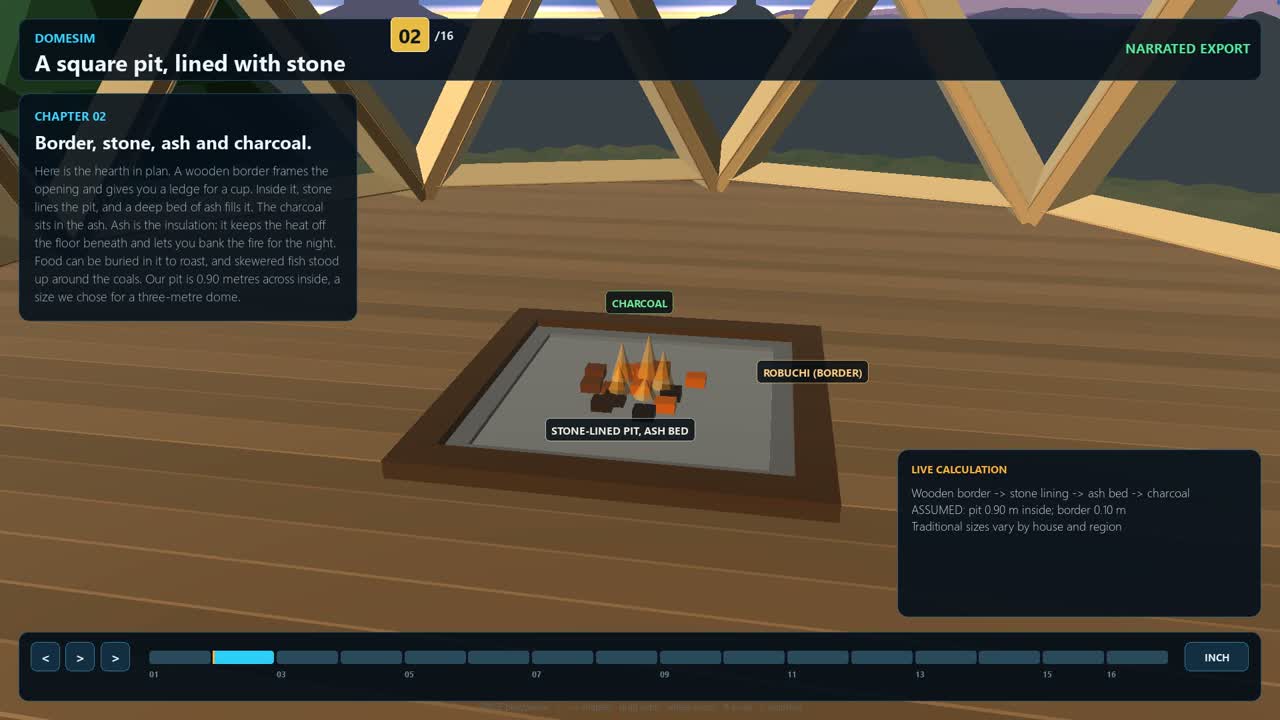 DOMESIM
A square pit, lined with stone
02 /16
NARRATED EXPORT
CHAPTER 02
Border, stone, ash and charcoal.
Here is the hearth in plan. A wooden border frames the
opening and gives you a ledge for a cup. Inside it, stone
lines the pit, and a deep bed of ash fills it. The charcoal
sits in the ash. Ash is the insulation: it keeps the heat off
the floor beneath and lets you bank the fire for the night.
Food can be buried in it to roast, and skewered fish stood
up around the coals. Our pit is 0.90 metres across inside, a
size we chose for a three-metre dome.
CHARCOAL
ROBUCHI (BORDER)
STONE-LINED PIT, ASH BED
LIVE CALCULATION
Wooden border -> stone lining -> ash bed -> charcoal
ASSUMED: pit 0.90 m inside; border 0.10 m
Traditional sizes vary by house and region
< > >
INCH
01 03 05 07 09 11 13 15 16